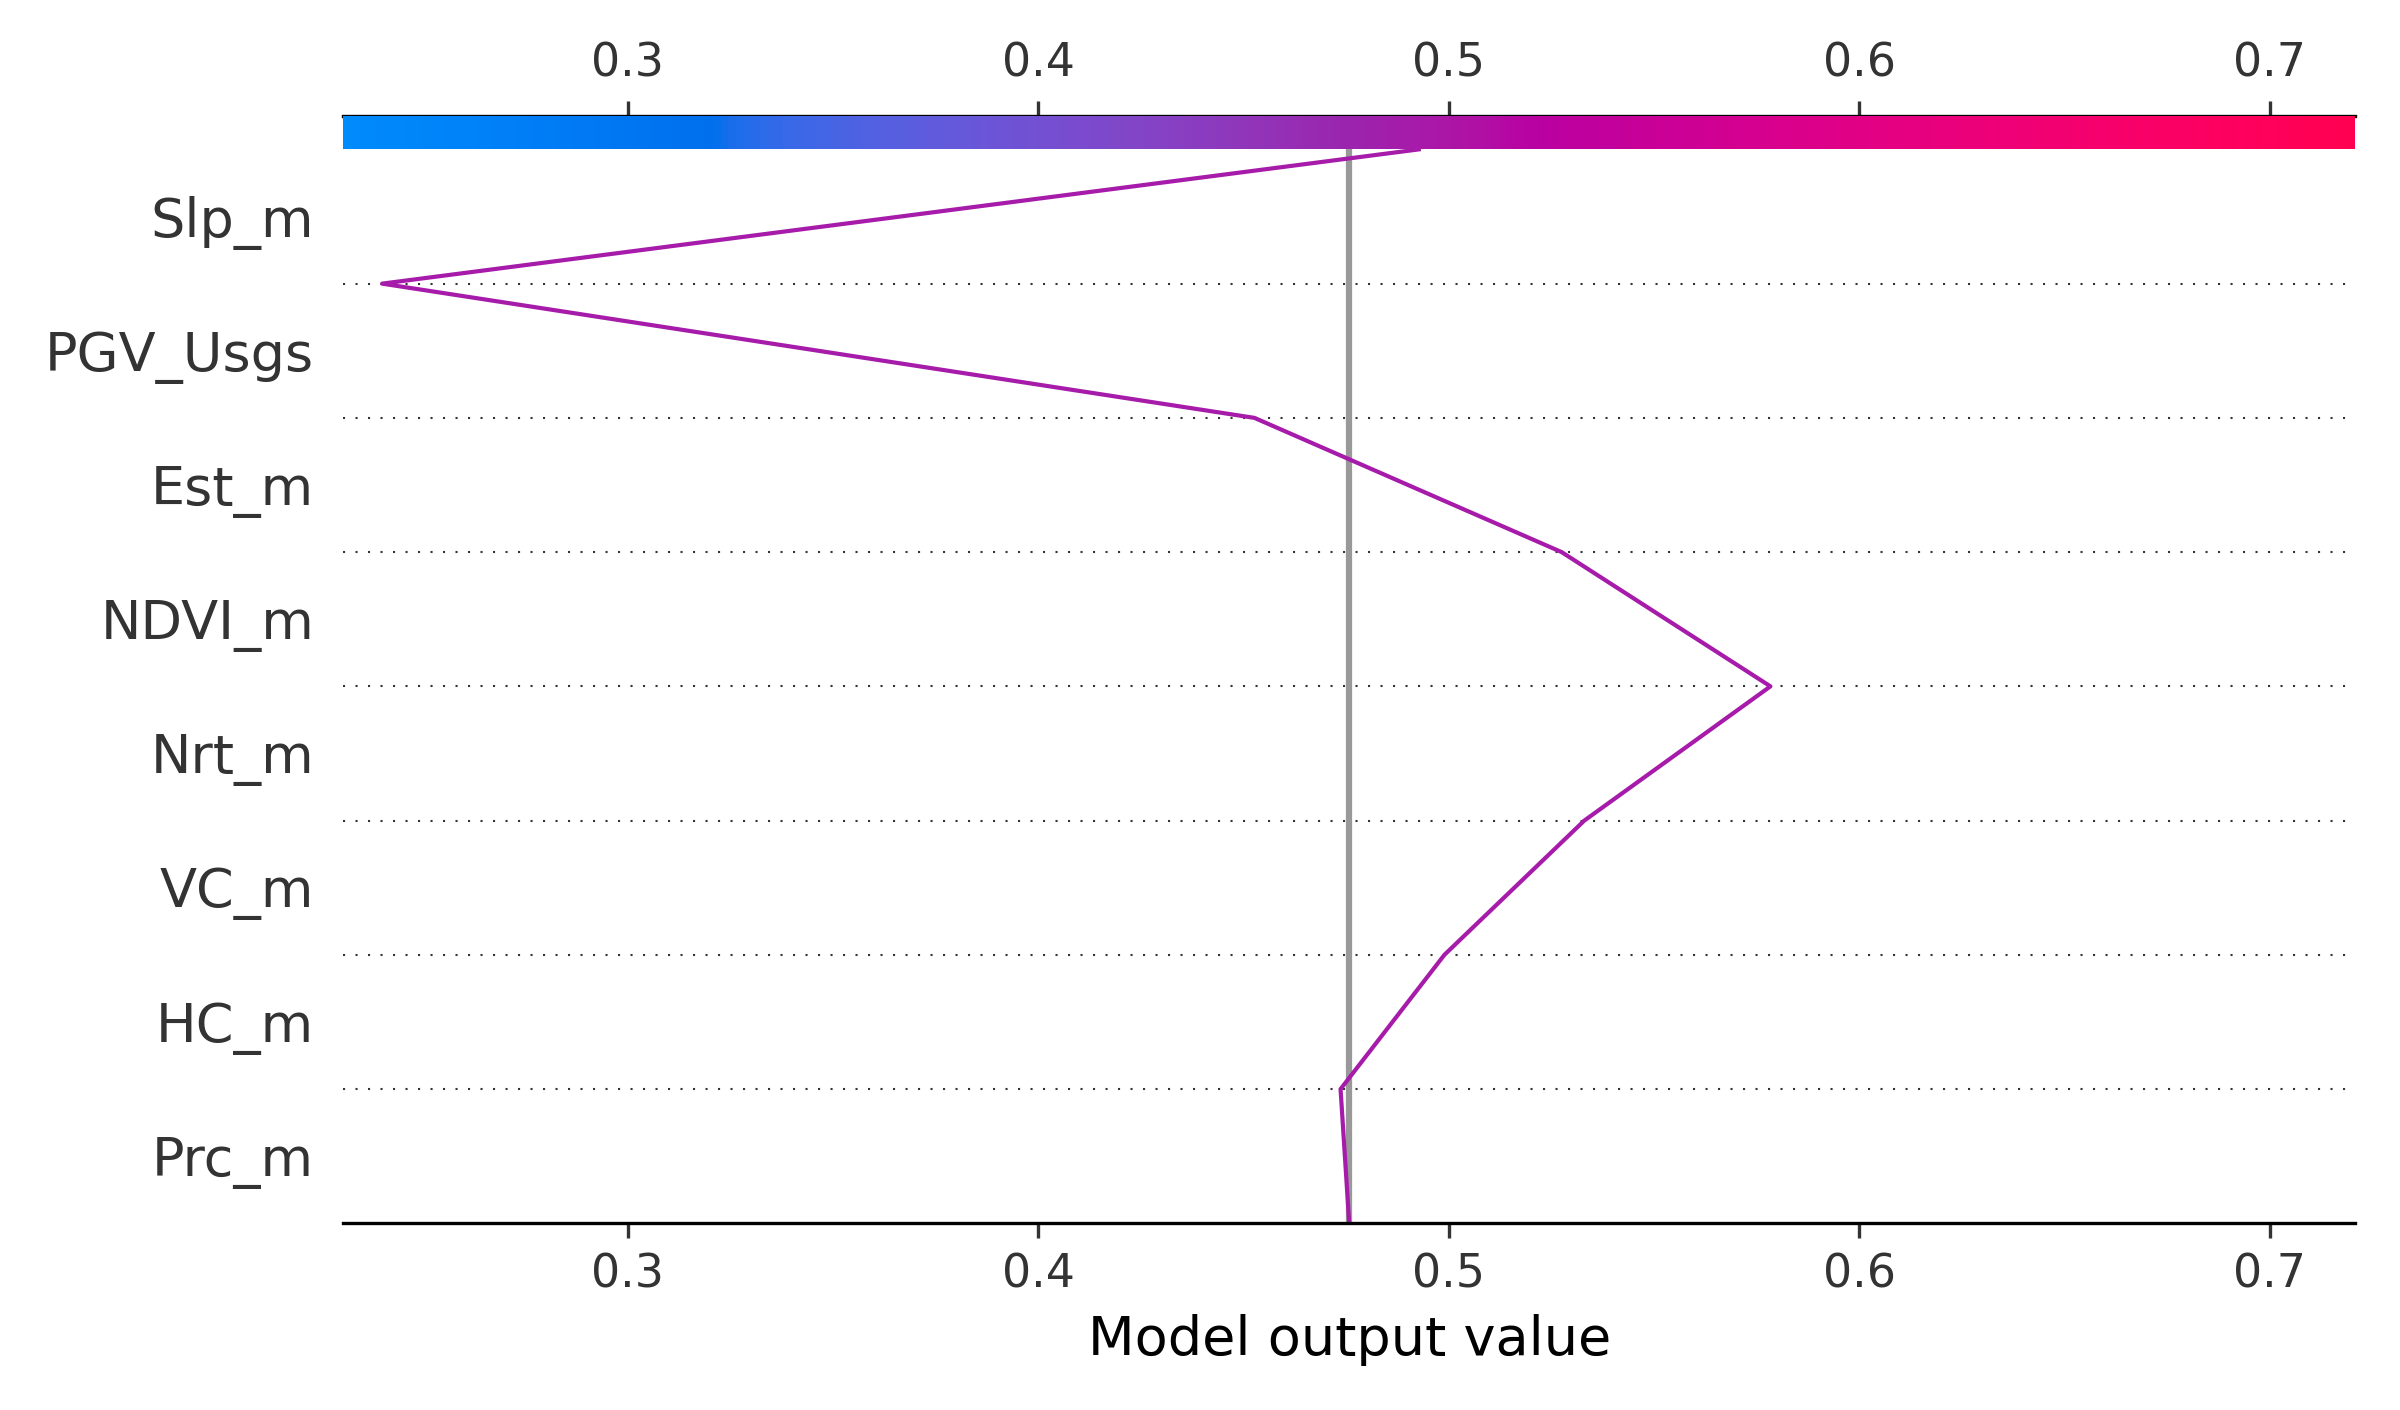 0.3 0.4 0.5 0.6 0.7
Slp_m
PGV_Usgs
Est_m
NDVI_m
Nrt_m
VC_m
HC_m
Prc_m
0.3 0.4 0.5 0.6 0.7
Model output value